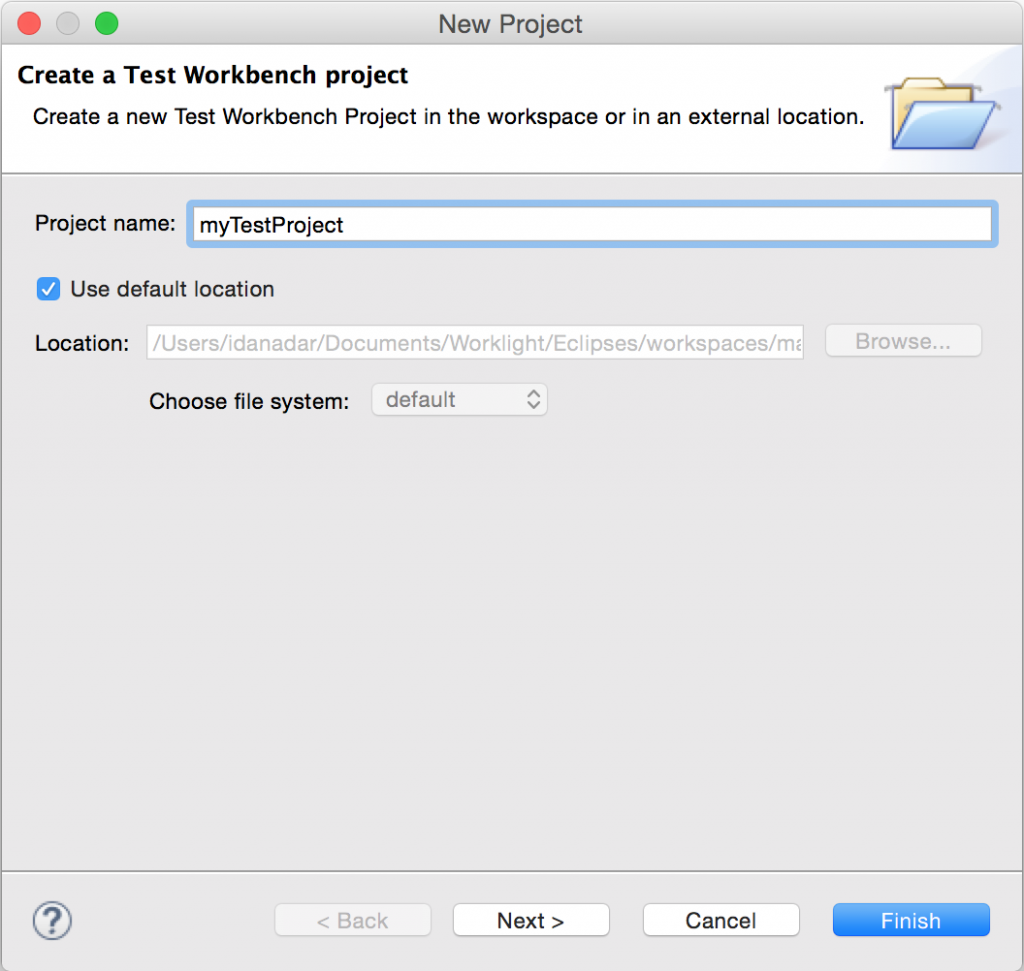 New Project
Create a Test Workbench project
Create a new Test Workbench Project in the workspace or in an external location.
Project name: myTestProject
Use default location
Location: /Users/idanadar/Documents/Worklight/Eclipses/workspaces/ma Browse...
Choose file system: default
? < Back Next > Cancel Finish